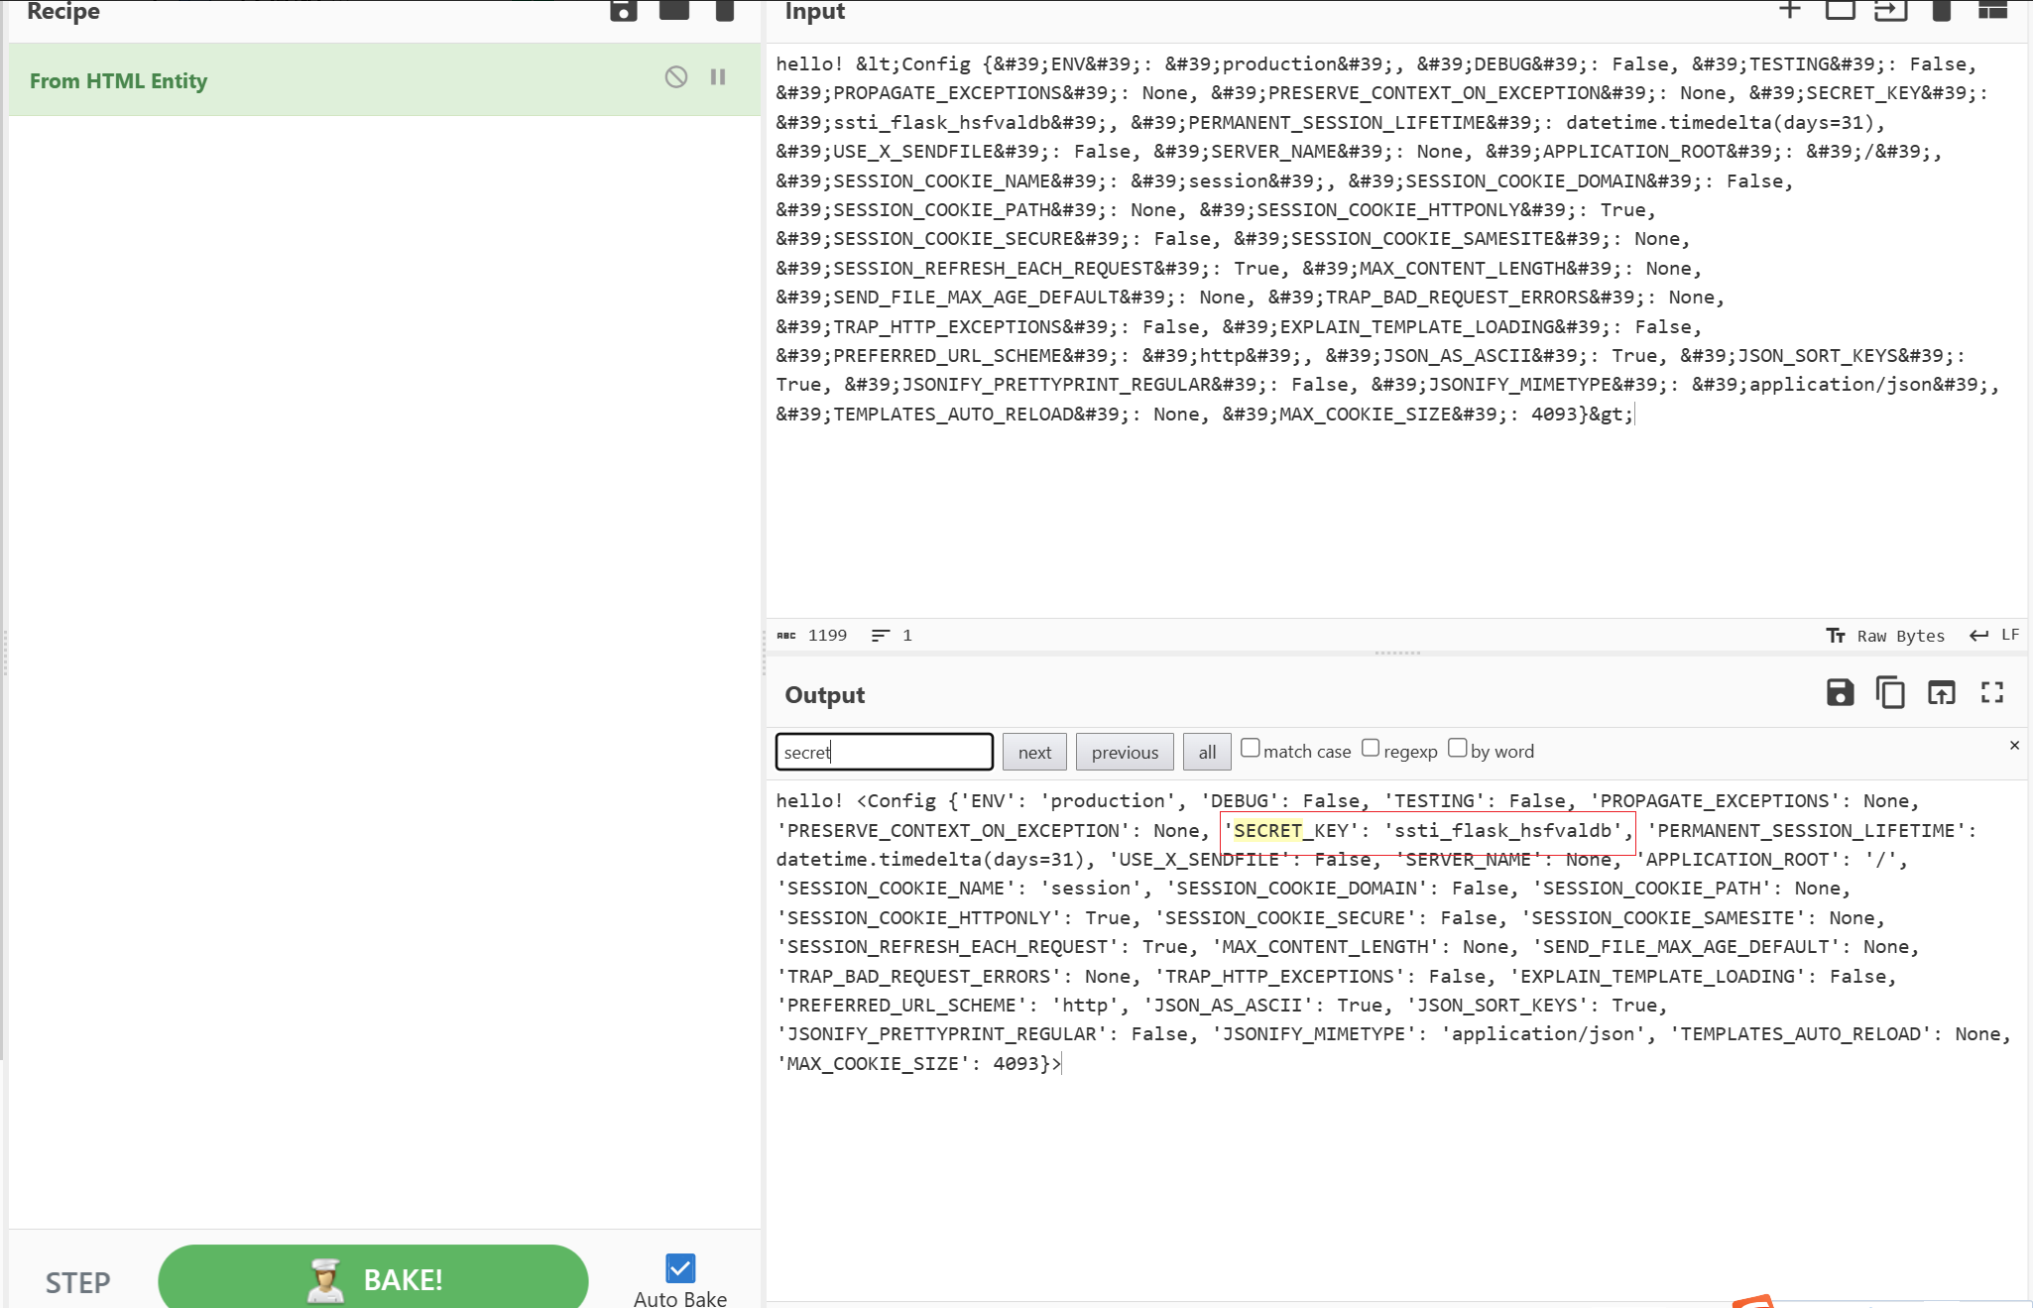 Recipe
From HTML Entity
STEP
BAKE!
Auto Bake
Input
hello! &lt;Config {&#39;ENV&#39;: &#39;production&#39;, &#39;DEBUG&#39;: False, &#39;TESTING&#39;: False,
&#39;PROPAGATE_EXCEPTIONS&#39;: None, &#39;PRESERVE_CONTEXT_ON_EXCEPTION&#39;: None, &#39;SECRET_KEY&#39;:
&#39;ssti_flask_hsfvaldb&#39;, &#39;PERMANENT_SESSION_LIFETIME&#39;: datetime.timedelta(days=31),
&#39;USE_X_SENDFILE&#39;: False, &#39;SERVER_NAME&#39;: None, &#39;APPLICATION_ROOT&#39;: &#39;/&#39;,
&#39;SESSION_COOKIE_NAME&#39;: &#39;session&#39;, &#39;SESSION_COOKIE_DOMAIN&#39;: False,
&#39;SESSION_COOKIE_PATH&#39;: None, &#39;SESSION_COOKIE_HTTPONLY&#39;: True,
&#39;SESSION_COOKIE_SECURE&#39;: False, &#39;SESSION_COOKIE_SAMESITE&#39;: None,
&#39;SESSION_REFRESH_EACH_REQUEST&#39;: True, &#39;MAX_CONTENT_LENGTH&#39;: None,
&#39;SEND_FILE_MAX_AGE_DEFAULT&#39;: None, &#39;TRAP_BAD_REQUEST_ERRORS&#39;: None,
&#39;TRAP_HTTP_EXCEPTIONS&#39;: False, &#39;EXPLAIN_TEMPLATE_LOADING&#39;: False,
&#39;PREFERRED_URL_SCHEME&#39;: &#39;http&#39;, &#39;JSON_AS_ASCII&#39;: True, &#39;JSON_SORT_KEYS&#39;:
True, &#39;JSONIFY_PRETTYPRINT_REGULAR&#39;: False, &#39;JSONIFY_MIMETYPE&#39;: &#39;application/json&#39;,
&#39;TEMPLATES_AUTO_RELOAD&#39;: None, &#39;MAX_COOKIE_SIZE&#39;: 4093}&gt;
ABC 1199 1 Tт Raw Bytes LF
Output
secret next previous all match case regexp by word ×
hello! <Config {'ENV': 'production', 'DEBUG': False, 'TESTING': False, 'PROPAGATE_EXCEPTIONS': None,
'PRESERVE_CONTEXT_ON_EXCEPTION': None, 'SECRET_KEY': 'ssti_flask_hsfvaldb', 'PERMANENT_SESSION_LIFETIME':
datetime.timedelta(days=31), 'USE_X_SENDFILE': False, 'SERVER_NAME': None, 'APPLICATION_ROOT': '/',
'SESSION_COOKIE_NAME': 'session', 'SESSION_COOKIE_DOMAIN': False, 'SESSION_COOKIE_PATH': None,
'SESSION_COOKIE_HTTPONLY': True, 'SESSION_COOKIE_SECURE': False, 'SESSION_COOKIE_SAMESITE': None,
'SESSION_REFRESH_EACH_REQUEST': True, 'MAX_CONTENT_LENGTH': None, 'SEND_FILE_MAX_AGE_DEFAULT': None,
'TRAP_BAD_REQUEST_ERRORS': None, 'TRAP_HTTP_EXCEPTIONS': False, 'EXPLAIN_TEMPLATE_LOADING': False,
'PREFERRED_URL_SCHEME': 'http', 'JSON_AS_ASCII': True, 'JSON_SORT_KEYS': True,
'JSONIFY_PRETTYPRINT_REGULAR': False, 'JSONIFY_MIMETYPE': 'application/json', 'TEMPLATES_AUTO_RELOAD': None,
'MAX_COOKIE_SIZE': 4093}>